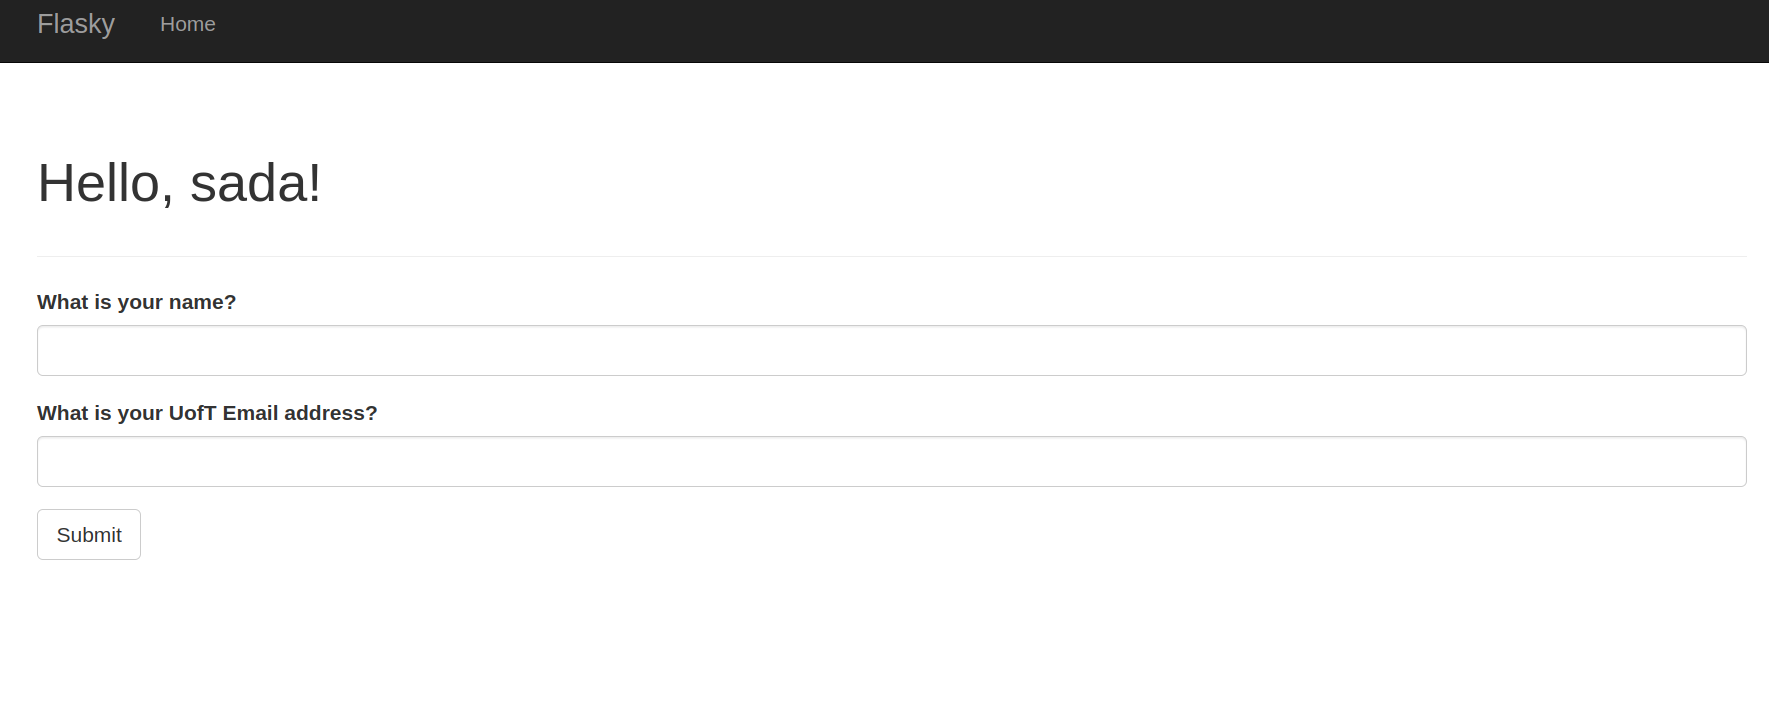 Flasky Home
Hello, sada!
What is your name?
What is your UofT Email address?
Submit